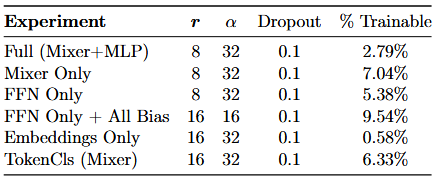 Experiment r α Dropout % Trainable
Full (Mixer+MLP) 8 32 0.1 2.79%
Mixer Only 8 32 0.1 7.04%
FFN Only 8 32 0.1 5.38%
FFN Only + All Bias 16 16 0.1 9.54%
Embeddings Only 16 32 0.1 0.58%
TokenCls (Mixer) 16 32 0.1 6.33%